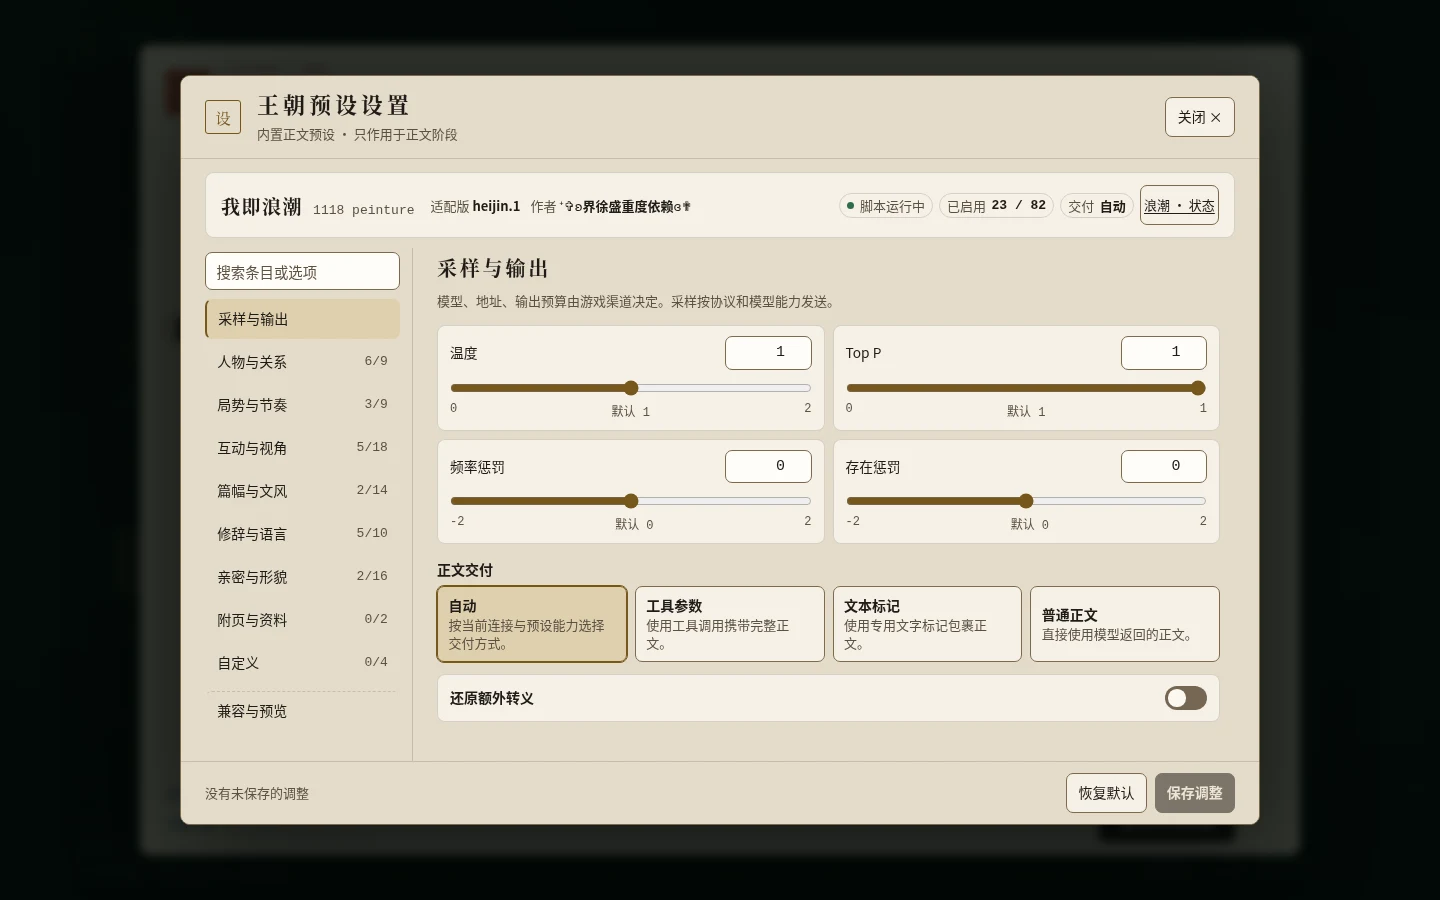 设
王朝预设设置
内置正文预设 · 只作用于正文阶段
关闭 ×
我即浪潮 1118 peinture 适配版 heijin.1 作者 ⁺✞ʚ界徐盛重度依赖ɞ✟ 脚本运行中 已启用 23 / 82 交付 自动 浪潮 · 状态
搜索条目或选项
采样与输出
人物与关系 6/9
局势与节奏 3/9
互动与视角 5/18
篇幅与文风 2/14
修辞与语言 5/10
亲密与形貌 2/16
附页与资料 0/2
自定义 0/4
兼容与预览
采样与输出
模型、地址、输出预算由游戏渠道决定。采样按协议和模型能力发送。
温度 1
0 默认 1 2
Top P 1
0 默认 1 1
频率惩罚 0
-2 默认 0 2
存在惩罚 0
-2 默认 0 2
正文交付
自动
按当前连接与预设能力选择
交付方式。
工具参数
使用工具调用携带完整正
文。
文本标记
使用专用文字标记包裹正
文。
普通正文
直接使用模型返回的正文。
还原额外转义
没有未保存的调整
恢复默认
保存调整